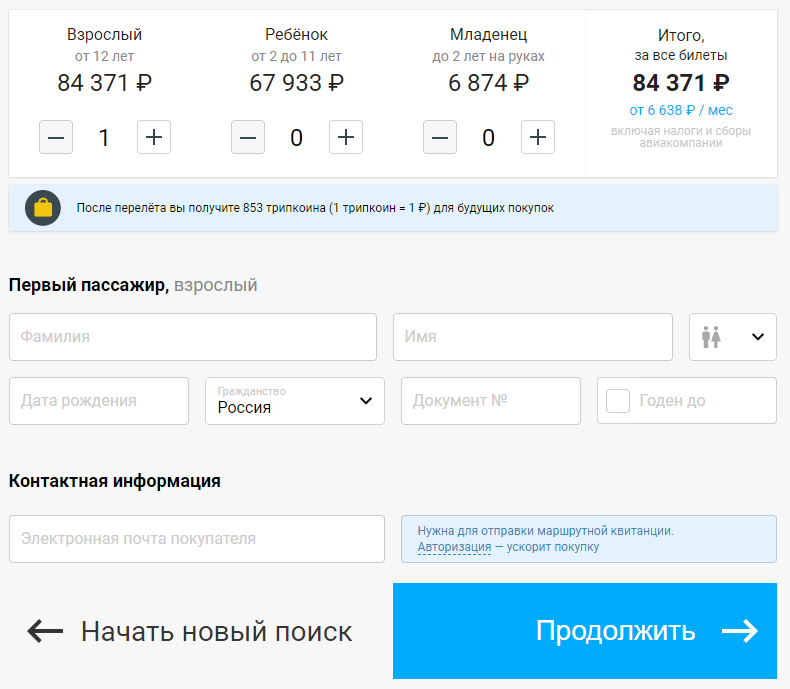 Взрослый
от 12 лет
84 371 ₽
1
Ребёнок
от 2 до 11 лет
67 933 ₽
0
Младенец
до 2 лет на руках
6 874 ₽
0
Итого,
за все билеты
84 371 ₽
от 6 638 ₽ / мес
включая налоги и сборы
авиакомпании
После перелёта вы получите 853 трипкоина (1 трипкоин = 1 ₽) для будущих покупок
Первый пассажир, взрослый
Фамилия
Имя
Дата рождения
Гражданство
Россия
Документ №
Годен до
Контактная информация
Электронная почта покупателя
Нужна для отправки маршрутной квитанции.
Авторизация — ускорит покупку
Начать новый поиск
Продолжить